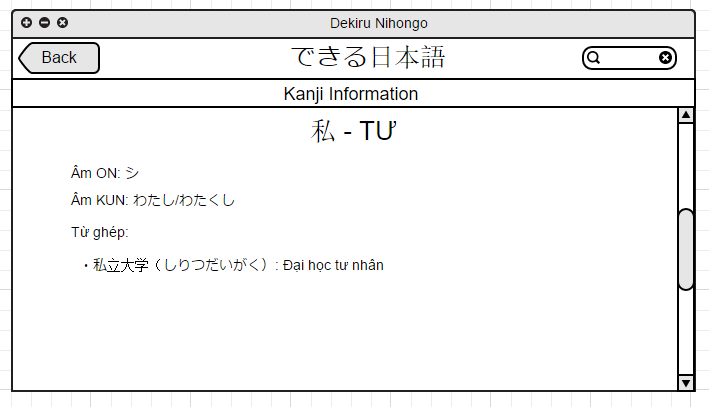 Dekiru Nihongo
Back
できる日本語
Kanji Information
私 - TƯ
Âm ON: シ
Âm KUN: わたし/わたくし
Từ ghép:
・私立大学（しりつだいがく）: Đại học tư nhân